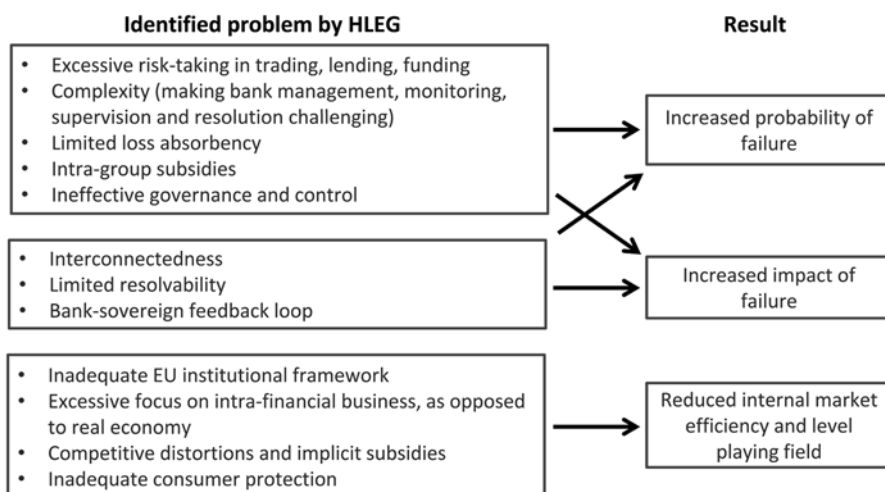 Identified problem by HLEG
Result
• Excessive risk-taking in trading, lending, funding
• Complexity (making bank management, monitoring,
supervision and resolution challenging)
• Limited loss absorbency
• Intra-group subsidies
• Ineffective governance and control
Increased probability of
failure
• Interconnectedness
• Limited resolvability
• Bank-sovereign feedback loop
Increased impact of
failure
• Inadequate EU institutional framework
• Excessive focus on intra-financial business, as opposed
to real economy
• Competitive distortions and implicit subsidies
• Inadequate consumer protection
Reduced internal market
efficiency and level
playing field